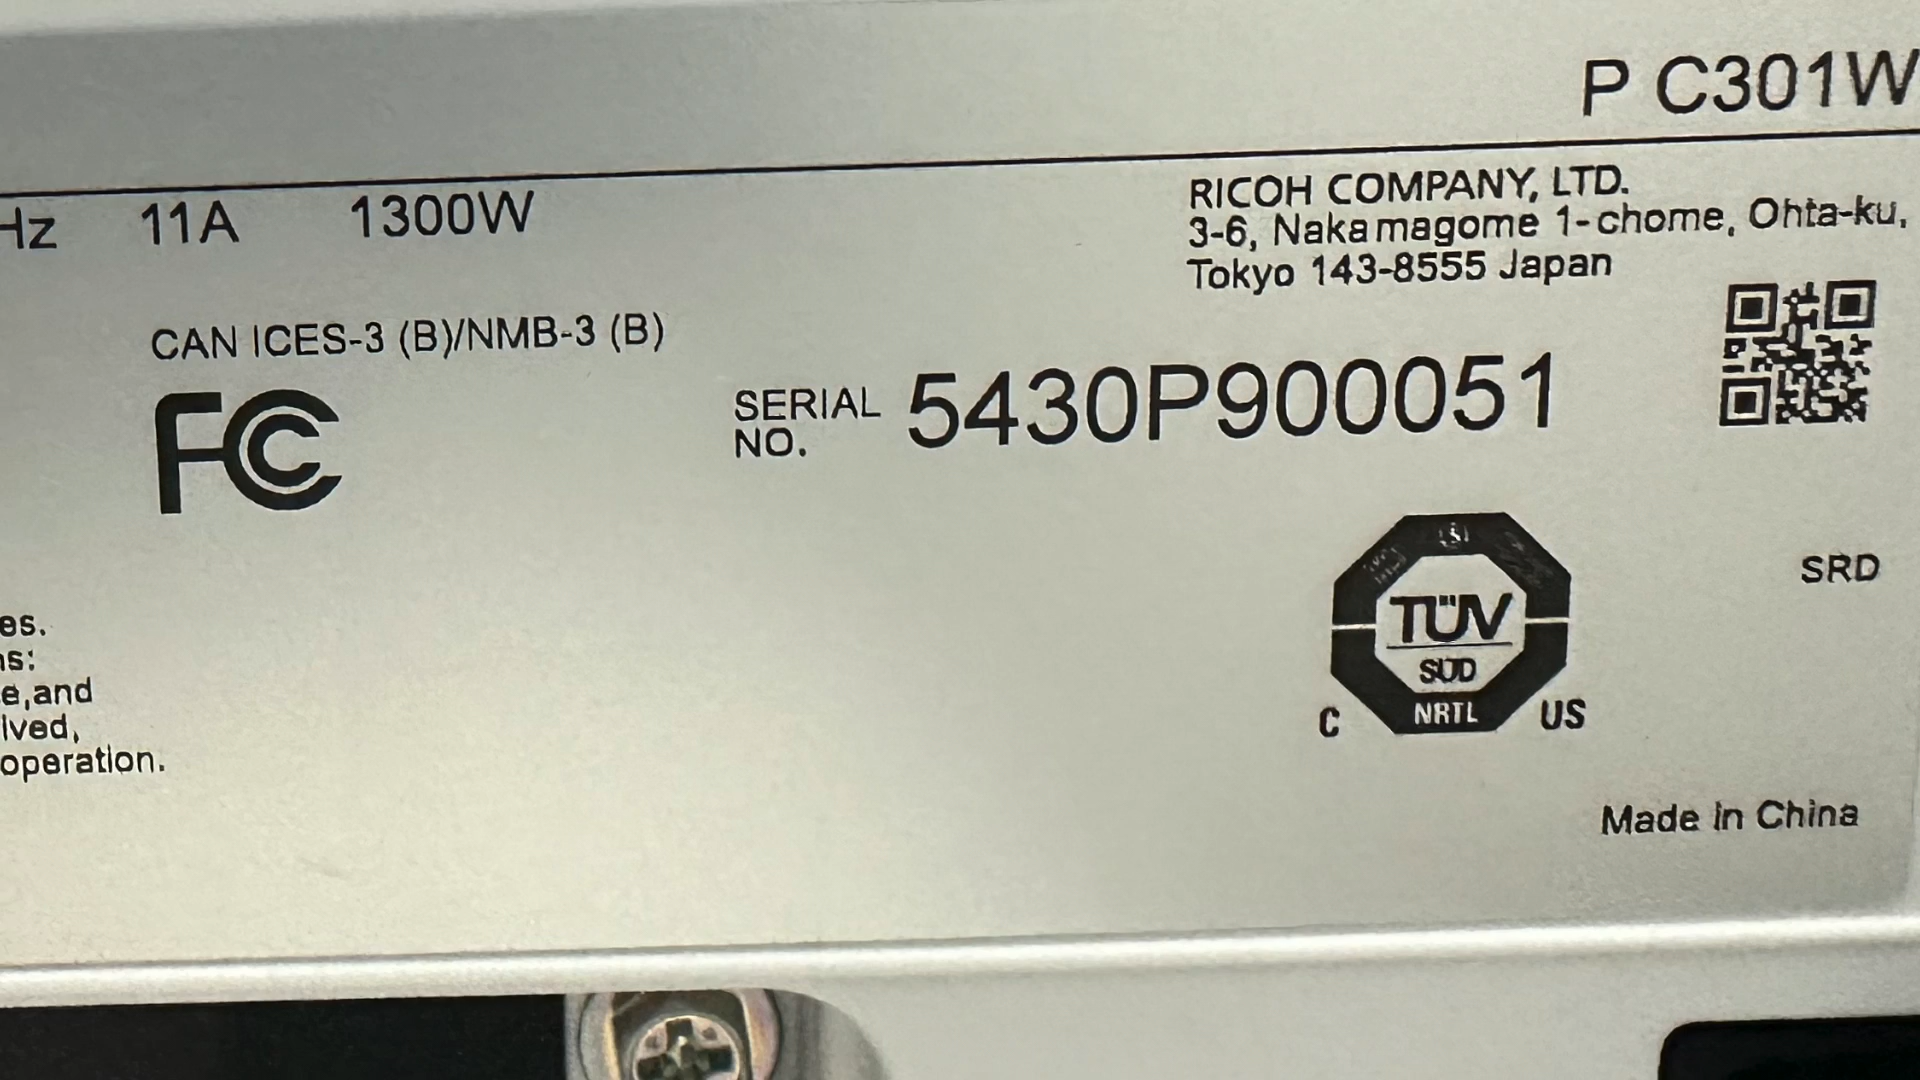 P C301W
Hz 11A 1300W
RICOH COMPANY, LTD.
3-6, Nakamagome 1-chome, Ohta-ku,
Tokyo 143-8555 Japan
CAN ICES-3 (B)/NMB-3 (B)
FC
SERIAL NO. 5430P900051
TÜV
SÜD
NRTL
C US
SRD
es.
ns:
e,and
lved,
operation.
Made in China